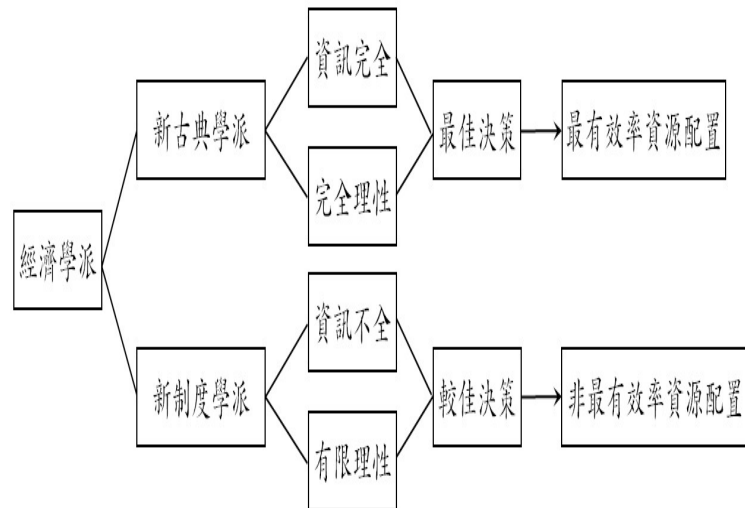 經濟學派
新古典學派
資訊完全
完全理性
最佳決策
最有效率資源配置
新制度學派
資訊不全
有限理性
較佳決策
非最有效率資源配置